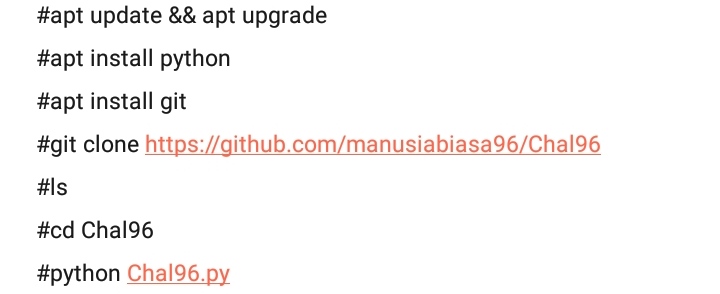 #apt update && apt upgrade
#apt install python
#apt install git
#git clone https://github.com/manusiabiasa96/Chal96
#ls
#cd Chal96
#python Chal96.py